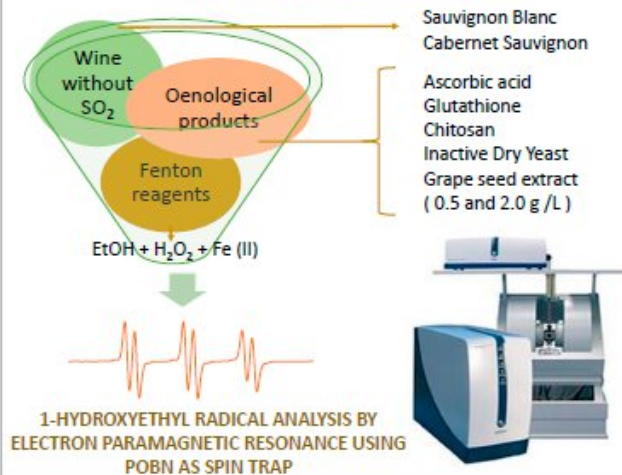 Sauvignon Blanc
Cabernet Sauvignon
Wine
without
SO₂
Oenological
products
Fenton
reagents
EtOH + H₂O₂ + Fe (II)
Ascorbic acid
Glutathione
Chitosan
Inactive Dry Yeast
Grape seed extract
( 0.5 and 2.0 g /L )
1-HYDROXYETHYL RADICAL ANALYSIS BY
ELECTRON PARAMAGNETIC RESONANCE USING
POBN AS SPIN TRAP